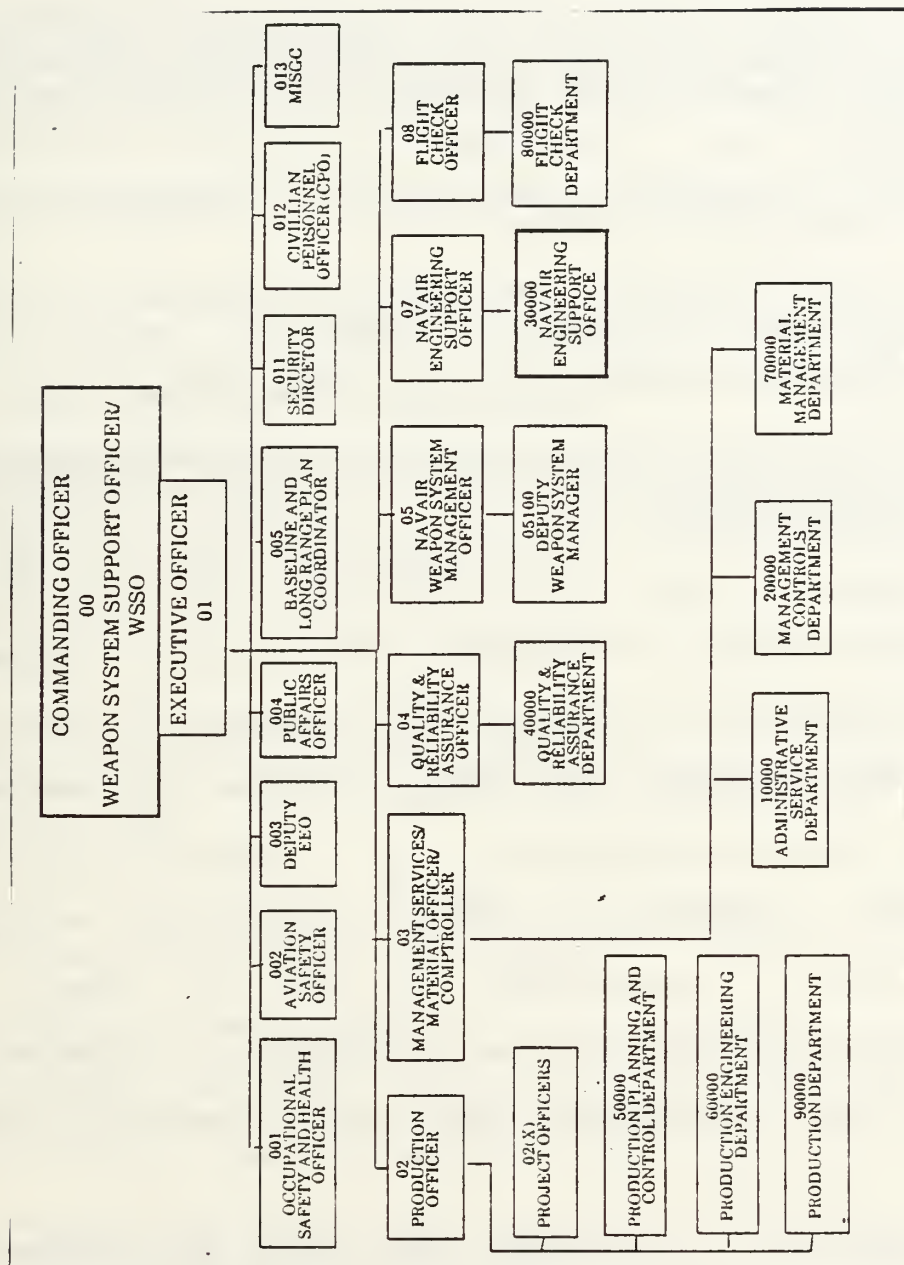 COMMANDING OFFICER
00
WEAPON SYSTEM SUPPORT OFFICER/
WSSO
EXECUTIVE OFFICER
01
001
OCCUPATIONAL
SAFETY AND HEALTH
OFFICER
002
AVIATION
SAFETY
OFFICER
003
DEPUTY
EEO
004
PUBLIC
AFFAIRS
OFFICER
005
BASELINE AND
LONG RANGE PLAN
COORDINATOR
011
SECURITY
DIRCETOR
012
CIVILLIAN
PERSONNEL
OFFICER (CPO)
013
MISGC
02
PRODUCTION
OFFICER
03
MANAGEMENT SERVICES/
MATERIAL OFFICER/
COMPTROLLER
04
QUALITY &
RELIABILITY
ASSURANCE
OFFICER
05
NAVAIR
WEAPON SYSTEM
MANAGEMENT
OFFICER
07
NAVAIR
ENGINEERING
SUPPORT
OFFICER
08
FLIGHT
CHECK
OFFICER
40000
QUALITY &
RELIABILITY
ASSURANCE
DEPARTMENT
05100
DEPUTY
WEAPON SYSTEM
MANAGER
30000
NAVAIR
ENGINEERING
SUPPORT
OFFICE
80000
FLIGHT
CHECK
DEPARTMENT
02(X)
PROJECT OFFICERS
50000
PRODUCTION PLANNING AND
CONTROL DEPARTMENT
60000
PRODUCTION ENGINEERING
DEPARTMENT
90000
PRODUCTION DEPARTMENT
10000
ADMINISTRATIVE
SERVICE
DEPARTMENT
20000
MANAGEMENT
CONTROLS
DEPARTMENT
70000
MATERIAL
MANAGEMENT
DEPARTMENT